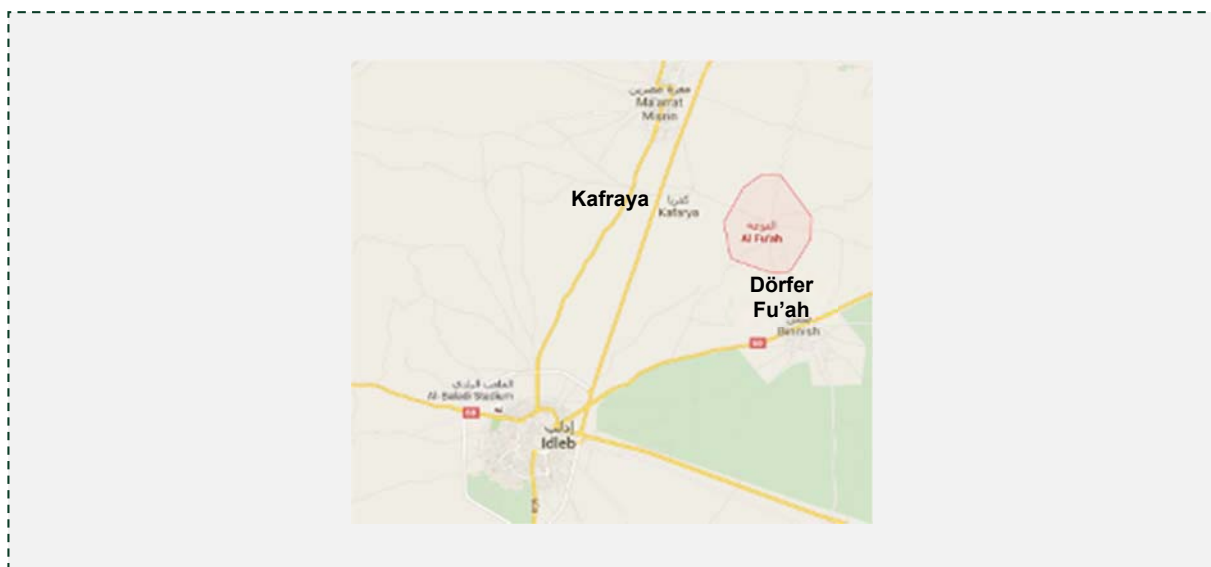 معرة مصرين
Ma'arrat
Misrin
Kafraya
كفريا
Kafarya
الفوعة
Al Fu'ah
Dörfer
Fu’ah
Binnish
60
الملعب البلدي
Al-Baladi Stadium
60
إدلب
Idleb